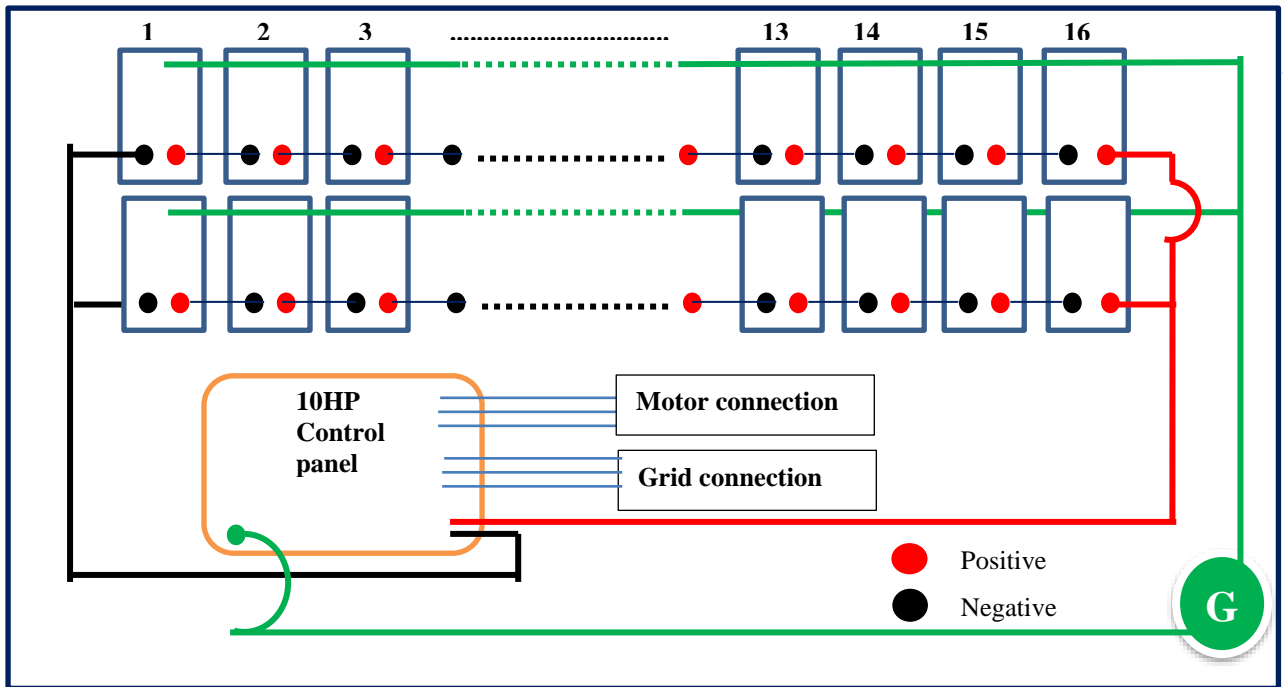 1 2 3 ................................. 13 14 15 16
10HP
Control
panel
Motor connection
Grid connection
Positive
Negative
G